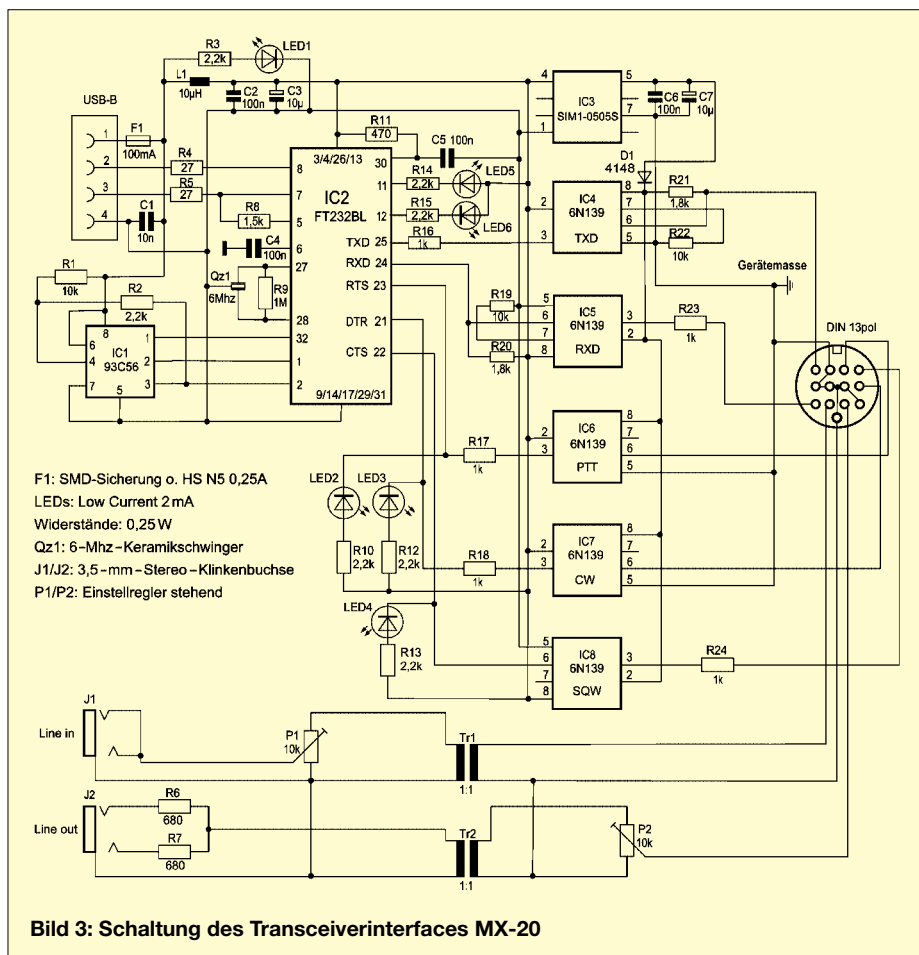 R3
2,2k
LED1
L1
10µH
C2
100n
C3
10µ
USB-B
1
F1
100mA
2
R4
27
3
R5
27
4
C1
10n
R8
1,5k
C4
100n
Qz1
6Mhz
R9
1M
R1
10k
R2
2,2k
8
6
4
7
5
1
2
3
IC1
93C56
R11
470
C5 100n
3/4/26/13
IC2
FT232BL
8
7
5
6
27
28
32
1
2
30
11
12
TXD 25
RXD 24
RTS 23
DTR 21
CTS 22
9/14/17/29/31
R14
2,2k
LED5
R15
2,2k
LED6
R16
1k
4
5
IC3
SIM1-0505S
7
1
C6
100n
C7
10µ
D1
4148
2
3
IC4
6N139
TXD
8
7
6
5
R21
1,8k
R22
10k
Gerätemasse
R19
10k
R20
1,8k
5
6
7
8
IC5
6N139
RXD
3
2
R23
1k
DIN 13pol
R17
1k
2
3
IC6
6N139
PTT
8
7
6
5
LED2
LED3
R10
2,2k
R12
2,2k
R18
1k
2
3
IC7
6N139
CW
8
7
6
5
LED4
R13
2,2k
5
6
7
8
IC8
6N139
SQW
3
2
R24
1k
F1: SMD-Sicherung o. HS N5 0,25A
LEDs: Low Current 2 mA
Widerstände: 0,25 W
Qz1: 6-Mhz-Keramikschwinger
J1/J2: 3,5-mm-Stereo-Klinkenbuchse
P1/P2: Einstellregler stehend
J1
Line in
P1
10k
Tr1
1:1
J2
Line out
R6
680
R7
680
Tr2
1:1
P2
10k
Bild 3: Schaltung des Transceiverinterfaces MX-20